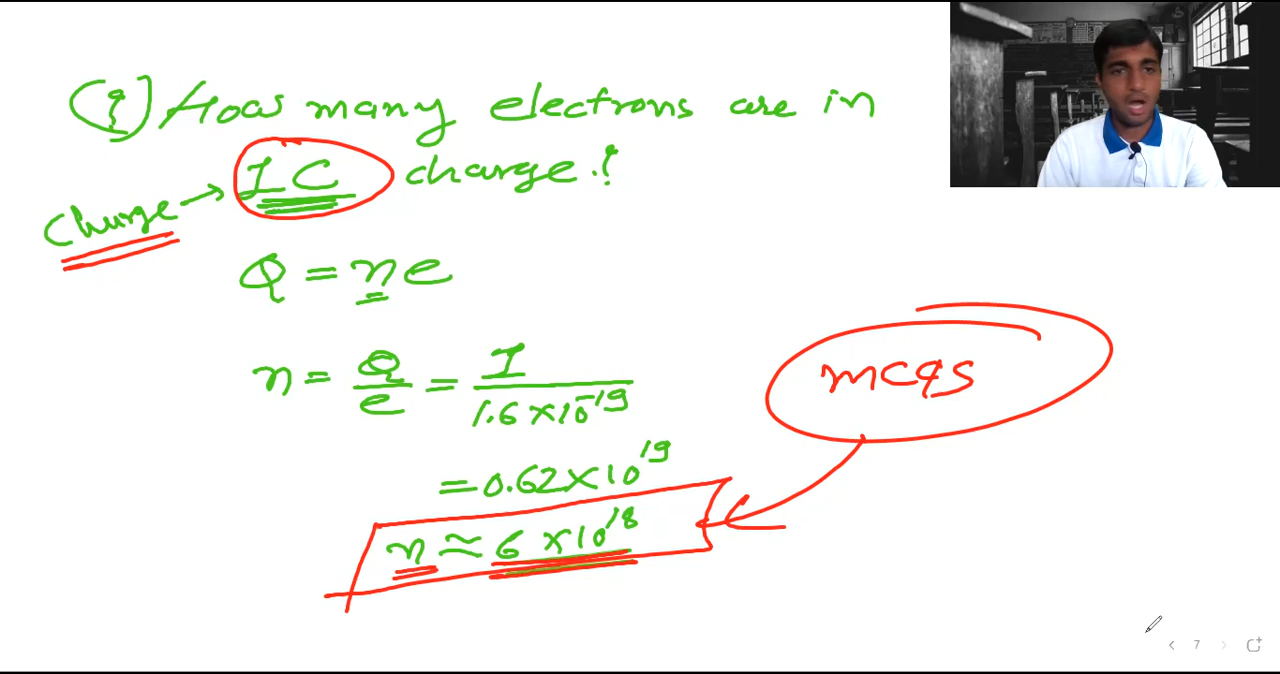 (Q) How many electrons are in
1 C charge?
Charge →
Q = ne
n = Q/e = 1/1.6×10⁻¹⁹
= 0.62×10¹⁹
n ≈ 6 ×10¹⁸
MCQS
7